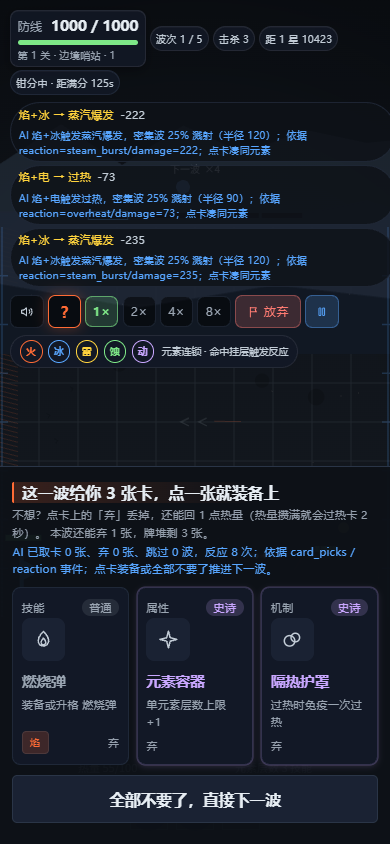 防线 1000 / 1000
第 1 关 · 边境哨站 · 1
波次 1 / 5
击杀 3
距 1 星 10423
钳分中 · 距满分 125s
焰+冰 → 蒸汽爆发 -222
AI 焰+冰触发蒸汽爆发，密集波 25% 溅射（半径 120）；依据
reaction=steam_burst/damage=222；点卡凑同元素
焰+电 → 过热 -73
AI 焰+电触发过热，密集波 25% 溅射（半径 90）；依据
reaction=overheat/damage=73；点卡凑同元素
焰+冰 → 蒸汽爆发 -235
AI 焰+冰触发蒸汽爆发，密集波 25% 溅射（半径 120）；依据
reaction=steam_burst/damage=235；点卡凑同元素
? 1× 2× 4× 8× 放弃
火 冰 雷 蚀 动 元素连锁 · 命中挂层触发反应
这一波给你 3 张卡，点一张就装备上
不想？点卡上的「弃」丢掉，还能回 1 点热量（热量攒满就会过热卡 2
秒）。 本波还能弃 1 张，牌堆剩 3 张。
AI 已取卡 0 张、弃 0 张、跳过 0 波，反应 8 次；依据 card_picks /
reaction 事件；点卡装备或全部不要了推进下一波。
技能 普通
燃烧弹
装备或升格 燃烧弹
焰 弃
属性 史诗
元素容器
单元素层数上限
+1
弃
机制 史诗
隔热护罩
过热时免疫一次过
热
弃
全部不要了，直接下一波